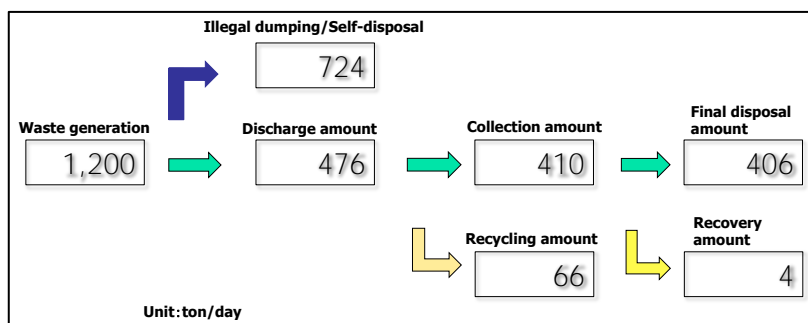 Illegal dumping/Self-disposal
724
Waste generation
1,200
Discharge amount
476
Collection amount
410
Final disposal
amount
406
Recycling amount
66
Recovery
amount
4
Unit:ton/day